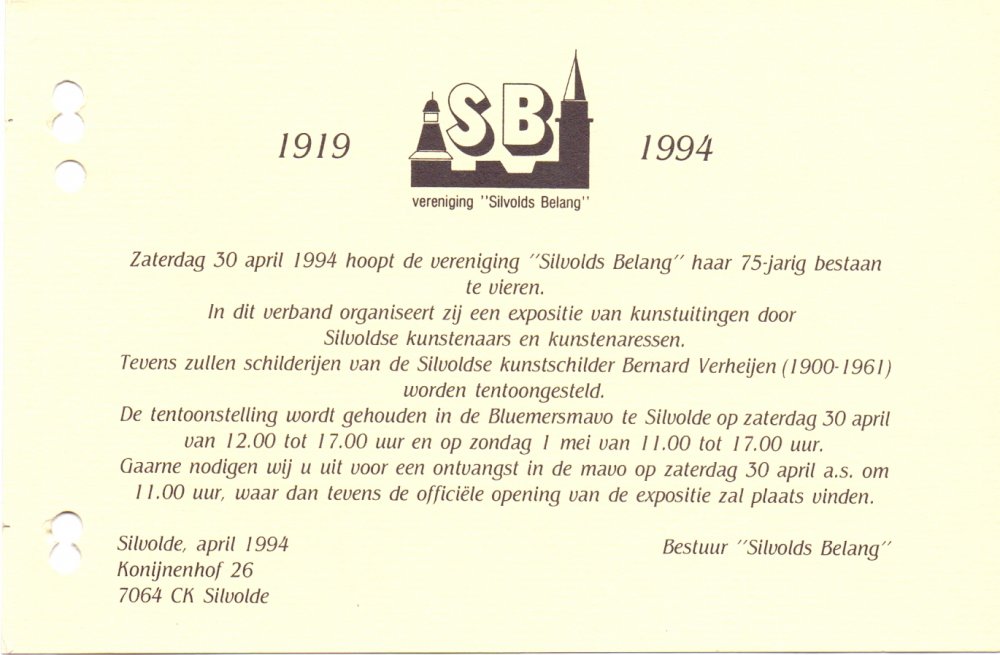 1919
SB
1994
vereniging ''Silvolds Belang''
Zaterdag 30 april 1994 hoopt de vereniging ''Silvolds Belang'' haar 75-jarig bestaan
te vieren.
In dit verband organiseert zij een expositie van kunstuitingen door
Silvoldse kunstenaars en kunstenaressen.
Tevens zullen schilderijen van de Silvoldse kunstschilder Bernard Verheijen (1900-1961)
worden tentoongesteld.
De tentoonstelling wordt gehouden in de Bluemersmavo te Silvolde op zaterdag 30 april
van 12.00 tot 17.00 uur en op zondag 1 mei van 11.00 tot 17.00 uur.
Gaarne nodigen wij u uit voor een ontvangst in de mavo op zaterdag 30 april a.s. om
11.00 uur, waar dan tevens de officiële opening van de expositie zal plaats vinden.
Silvolde, april 1994
Bestuur ''Silvolds Belang''
Konijnenhof 26
7064 CK Silvolde